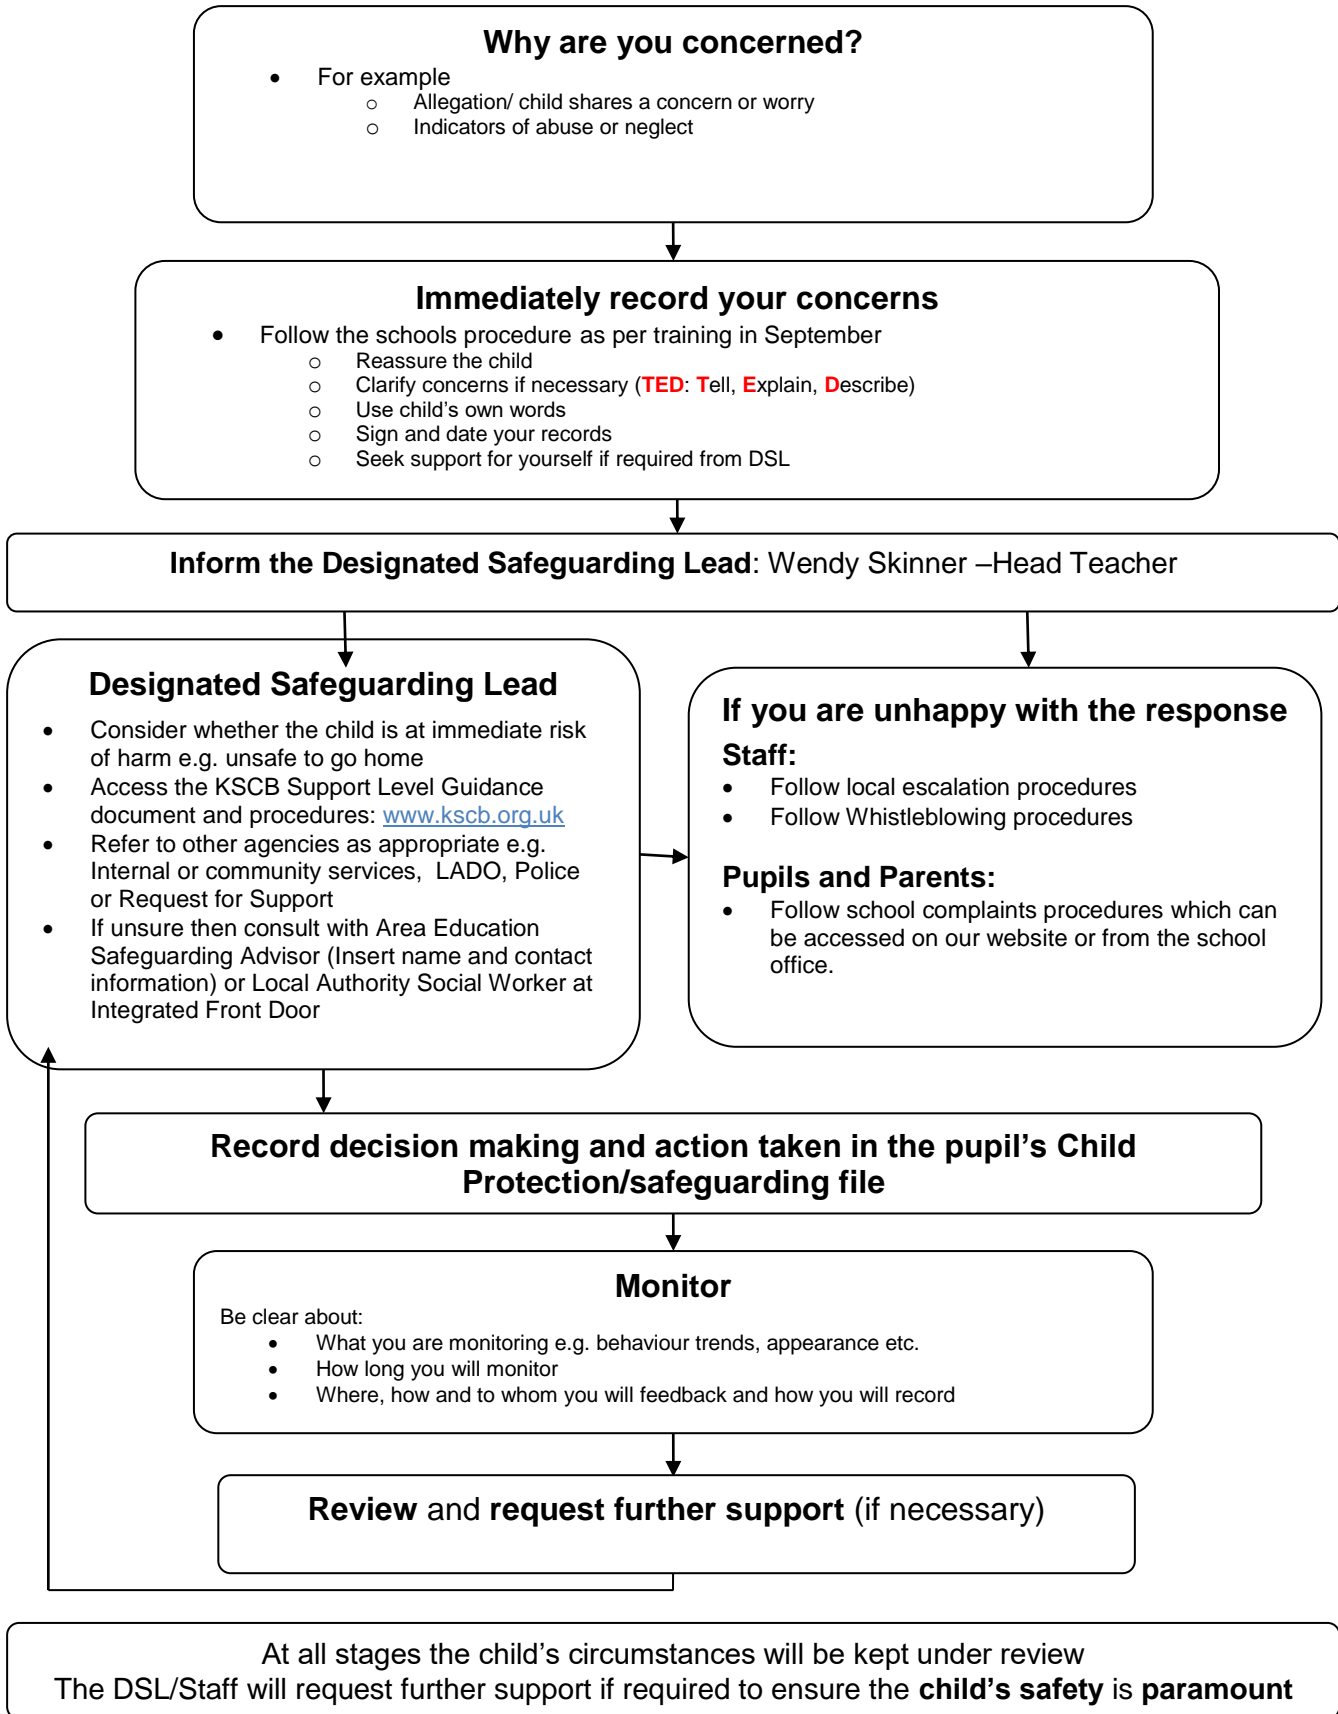 Why are you concerned?
• For example
o Allegation/ child shares a concern or worry
o Indicators of abuse or neglect
Immediately record your concerns
• Follow the schools procedure as per training in September
o Reassure the child
o Clarify concerns if necessary (TED: Tell, Explain, Describe)
o Use child’s own words
o Sign and date your records
o Seek support for yourself if required from DSL
Inform the Designated Safeguarding Lead: Wendy Skinner –Head Teacher
Designated Safeguarding Lead
• Consider whether the child is at immediate risk
of harm e.g. unsafe to go home
• Access the KSCB Support Level Guidance
document and procedures: www.kscb.org.uk
• Refer to other agencies as appropriate e.g.
Internal or community services, LADO, Police
or Request for Support
• If unsure then consult with Area Education
Safeguarding Advisor (Insert name and contact
information) or Local Authority Social Worker at
Integrated Front Door
If you are unhappy with the response
Staff:
• Follow local escalation procedures
• Follow Whistleblowing procedures
Pupils and Parents:
• Follow school complaints procedures which can
be accessed on our website or from the school
office.
Record decision making and action taken in the pupil’s Child
Protection/safeguarding file
Monitor
Be clear about:
• What you are monitoring e.g. behaviour trends, appearance etc.
• How long you will monitor
• Where, how and to whom you will feedback and how you will record
Review and request further support (if necessary)
At all stages the child’s circumstances will be kept under review
The DSL/Staff will request further support if required to ensure the child’s safety is paramount